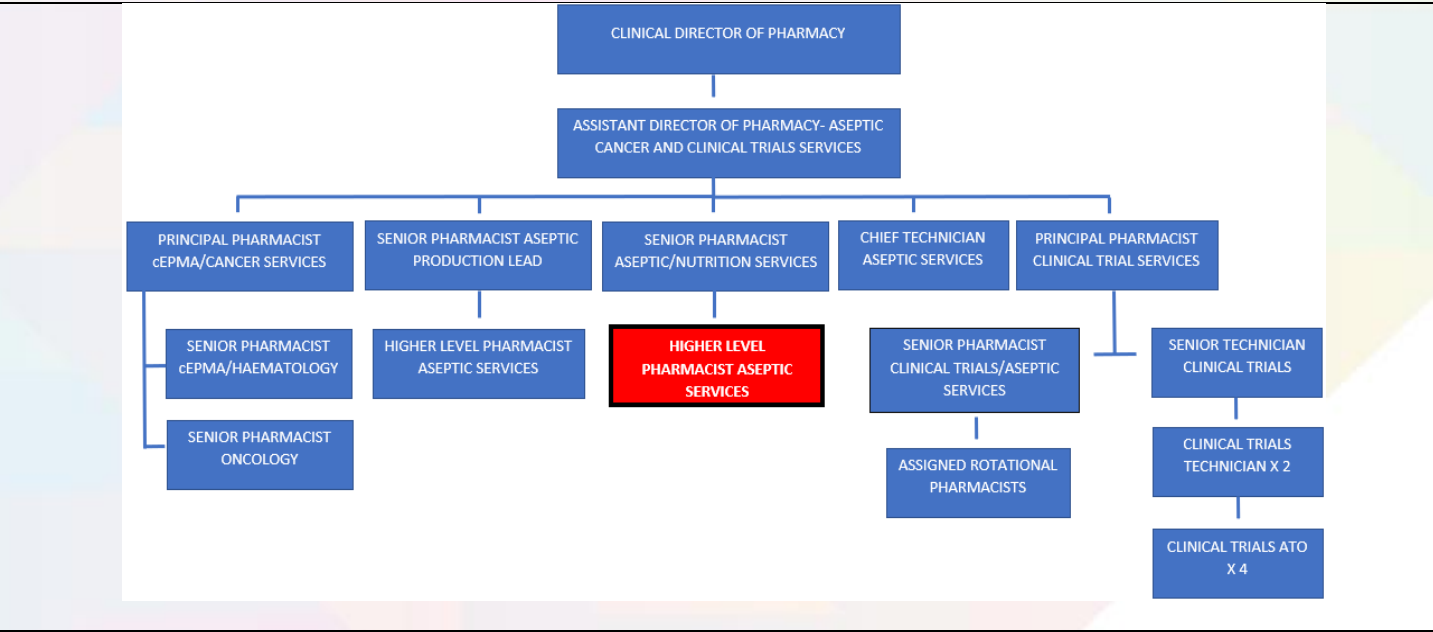 CLINICAL DIRECTOR OF PHARMACY
ASSISTANT DIRECTOR OF PHARMACY- ASEPTIC
CANCER AND CLINICAL TRIALS SERVICES
PRINCIPAL PHARMACIST
cEPMA/CANCER SERVICES
SENIOR PHARMACIST ASEPTIC
PRODUCTION LEAD
SENIOR PHARMACIST
ASEPTIC/NUTRITION SERVICES
CHIEF TECHNICIAN
ASEPTIC SERVICES
PRINCIPAL PHARMACIST
CLINICAL TRIAL SERVICES
SENIOR PHARMACIST
cEPMA/HAEMATOLOGY
HIGHER LEVEL PHARMACIST
ASEPTIC SERVICES
HIGHER LEVEL
PHARMACIST ASEPTIC
SERVICES
SENIOR PHARMACIST
CLINICAL TRIALS/ASEPTIC
SERVICES
SENIOR TECHNICIAN
CLINICAL TRIALS
SENIOR PHARMACIST
ONCOLOGY
ASSIGNED ROTATIONAL
PHARMACISTS
CLINICAL TRIALS
TECHNICIAN X 2
CLINICAL TRIALS ATO
X 4